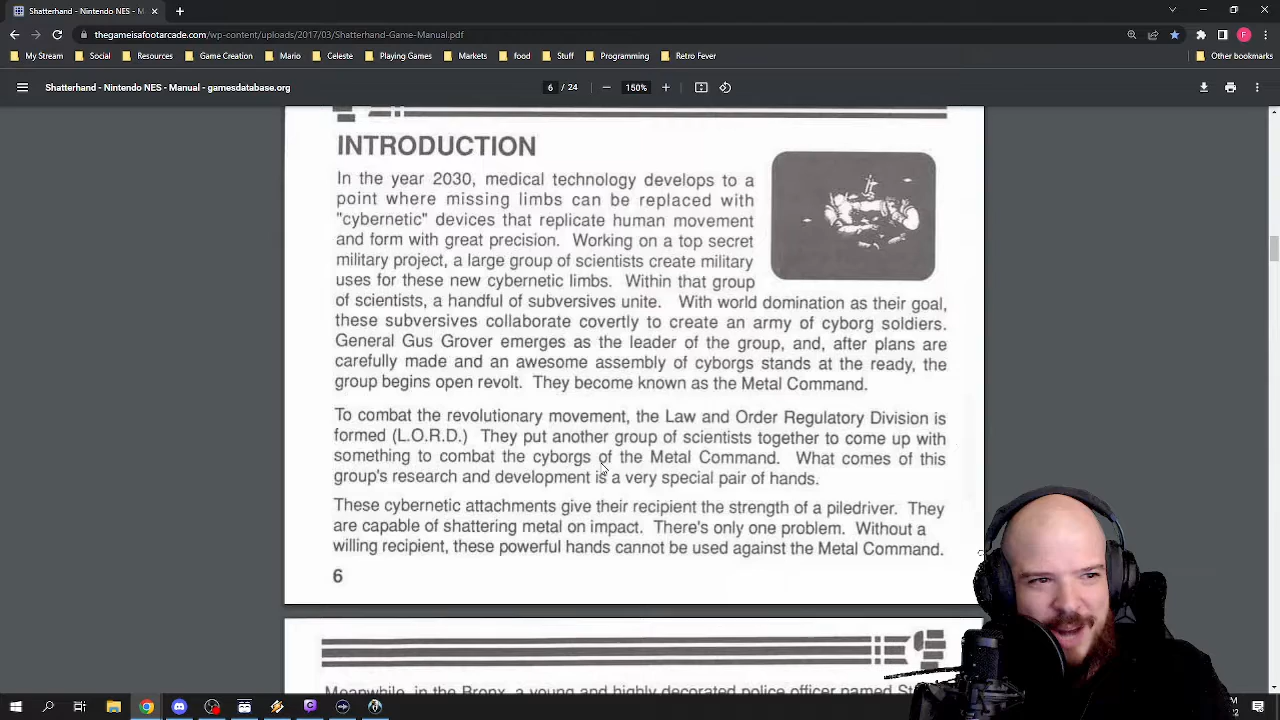 Shatterhand - Nintendo NES - M
thegameisafootarcade.com/wp-content/uploads/2017/03/Shatterhand-Game-Manual.pdf
My Stream
Social
Resources
Game Creation
Mario
Celeste
Playing Games
Markets
food
Stuff
Programming
Retro Fever
Other bookmarks
Shatterhand - Nintendo NES - Manual - gamesdatabase.org
6 / 24
150%
INTRODUCTION
In the year 2030, medical technology develops to a
point where missing limbs can be replaced with
"cybernetic" devices that replicate human movement
and form with great precision. Working on a top secret
military project, a large group of scientists create military
uses for these new cybernetic limbs. Within that group
of scientists, a handful of subversives unite. With world domination as their goal,
these subversives collaborate covertly to create an army of cyborg soldiers.
General Gus Grover emerges as the leader of the group, and, after plans are
carefully made and an awesome assembly of cyborgs stands at the ready, the
group begins open revolt. They become known as the Metal Command.
To combat the revolutionary movement, the Law and Order Regulatory Division is
formed (L.O.R.D.) They put another group of scientists together to come up with
something to combat the cyborgs of the Metal Command. What comes of this
group's research and development is a very special pair of hands.
These cybernetic attachments give their recipient the strength of a piledriver. They
are capable of shattering metal on impact. There's only one problem. Without a
willing recipient, these powerful hands cannot be used against the Metal Command.
6
Meanwhile, in the Bronx, a young and highly decorated police officer named